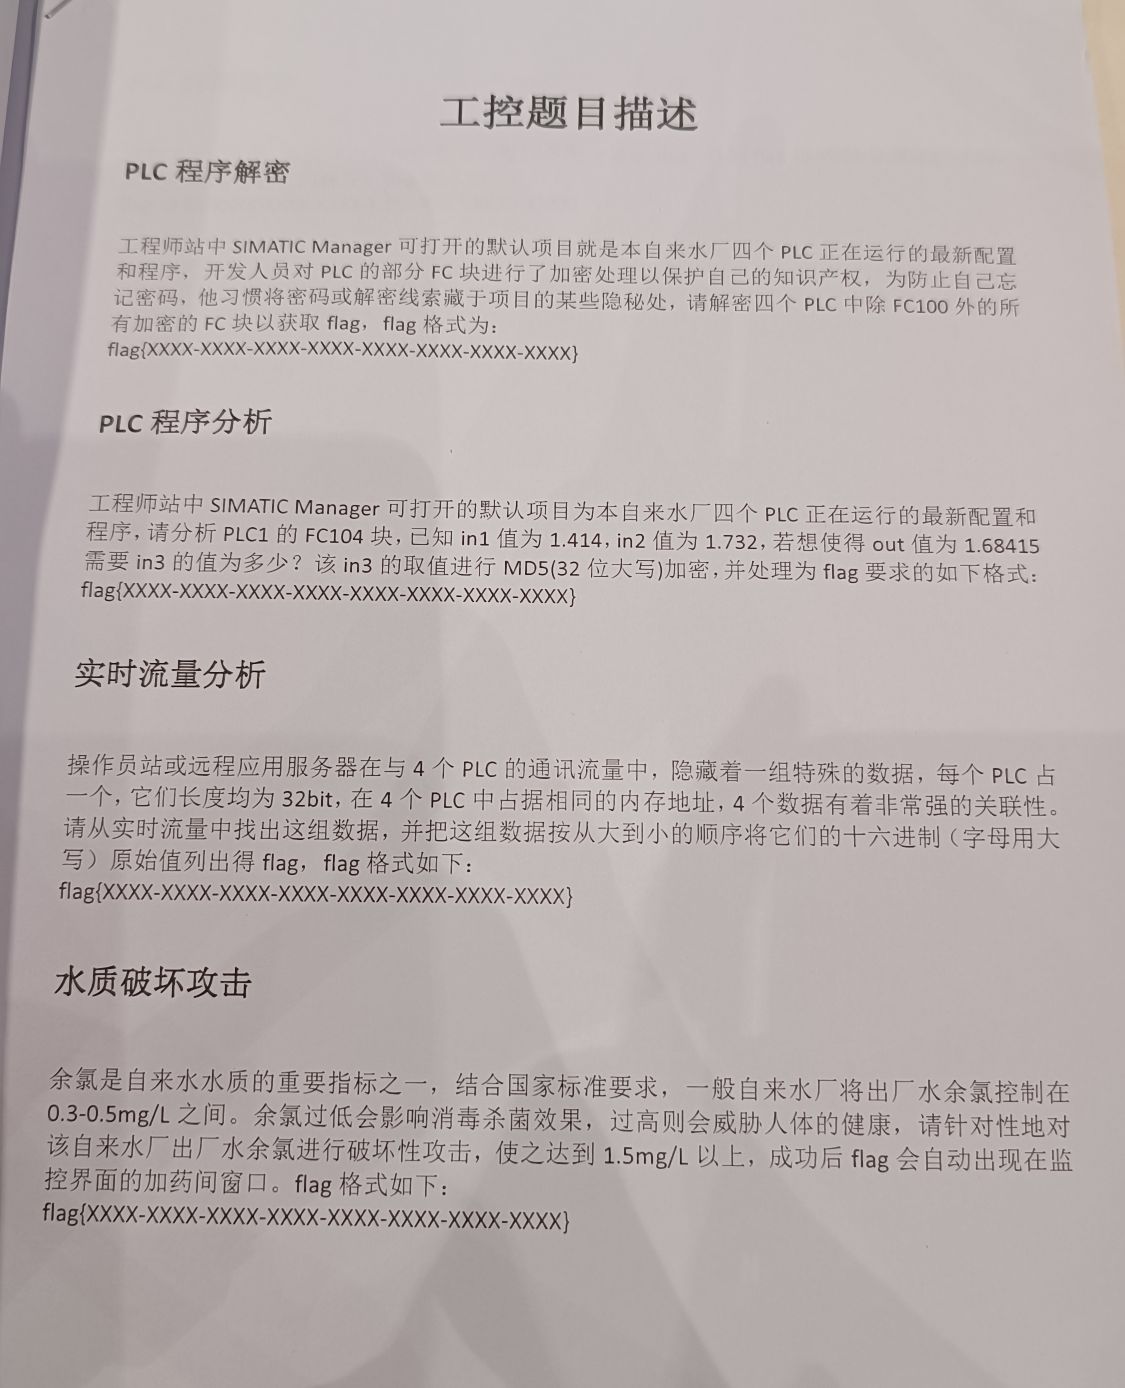 工控题目描述
PLC 程序解密
工程师站中 SIMATIC Manager 可打开的默认项目就是本自来水厂四个 PLC 正在运行的最新配置
和程序，开发人员对 PLC 的部分 FC 块进行了加密处理以保护自己的知识产权，为防止自己忘
记密码，他习惯将密码或解密线索藏于项目的某些隐秘处，请解密四个 PLC 中除 FC100 外的所
有加密的 FC 块以获取 flag，flag 格式为：
flag{XXXX-XXXX-XXXX-XXXX-XXXX-XXXX-XXXX-XXXX}
PLC 程序分析
工程师站中 SIMATIC Manager 可打开的默认项目为本自来水厂四个 PLC 正在运行的最新配置和
程序，请分析 PLC1 的 FC104 块，已知 in1 值为 1.414，in2 值为 1.732，若想使得 out 值为 1.68415
需要 in3 的值为多少？该 in3 的取值进行 MD5(32 位大写)加密，并处理为 flag 要求的如下格式：
flag{XXXX-XXXX-XXXX-XXXX-XXXX-XXXX-XXXX-XXXX}
实时流量分析
操作员站或远程应用服务器在与 4 个 PLC 的通讯流量中，隐藏着一组特殊的数据，每个 PLC 占
一个，它们长度均为 32bit，在 4 个 PLC 中占据相同的内存地址，4 个数据有着非常强的关联性。
请从实时流量中找出这组数据，并把这组数据按从大到小的顺序将它们的十六进制（字母用大
写）原始值列出得 flag，flag 格式如下：
flag{XXXX-XXXX-XXXX-XXXX-XXXX-XXXX-XXXX-XXXX}
水质破坏攻击
余氯是自来水水质的重要指标之一，结合国家标准要求，一般自来水厂将出厂水余氯控制在
0.3-0.5mg/L 之间。余氯过低会影响消毒杀菌效果，过高则会威胁人体的健康，请针对性地对
该自来水厂出厂水余氯进行破坏性攻击，使之达到 1.5mg/L 以上，成功后 flag 会自动出现在监
控界面的加药间窗口。flag 格式如下：
flag{XXXX-XXXX-XXXX-XXXX-XXXX-XXXX-XXXX-XXXX}